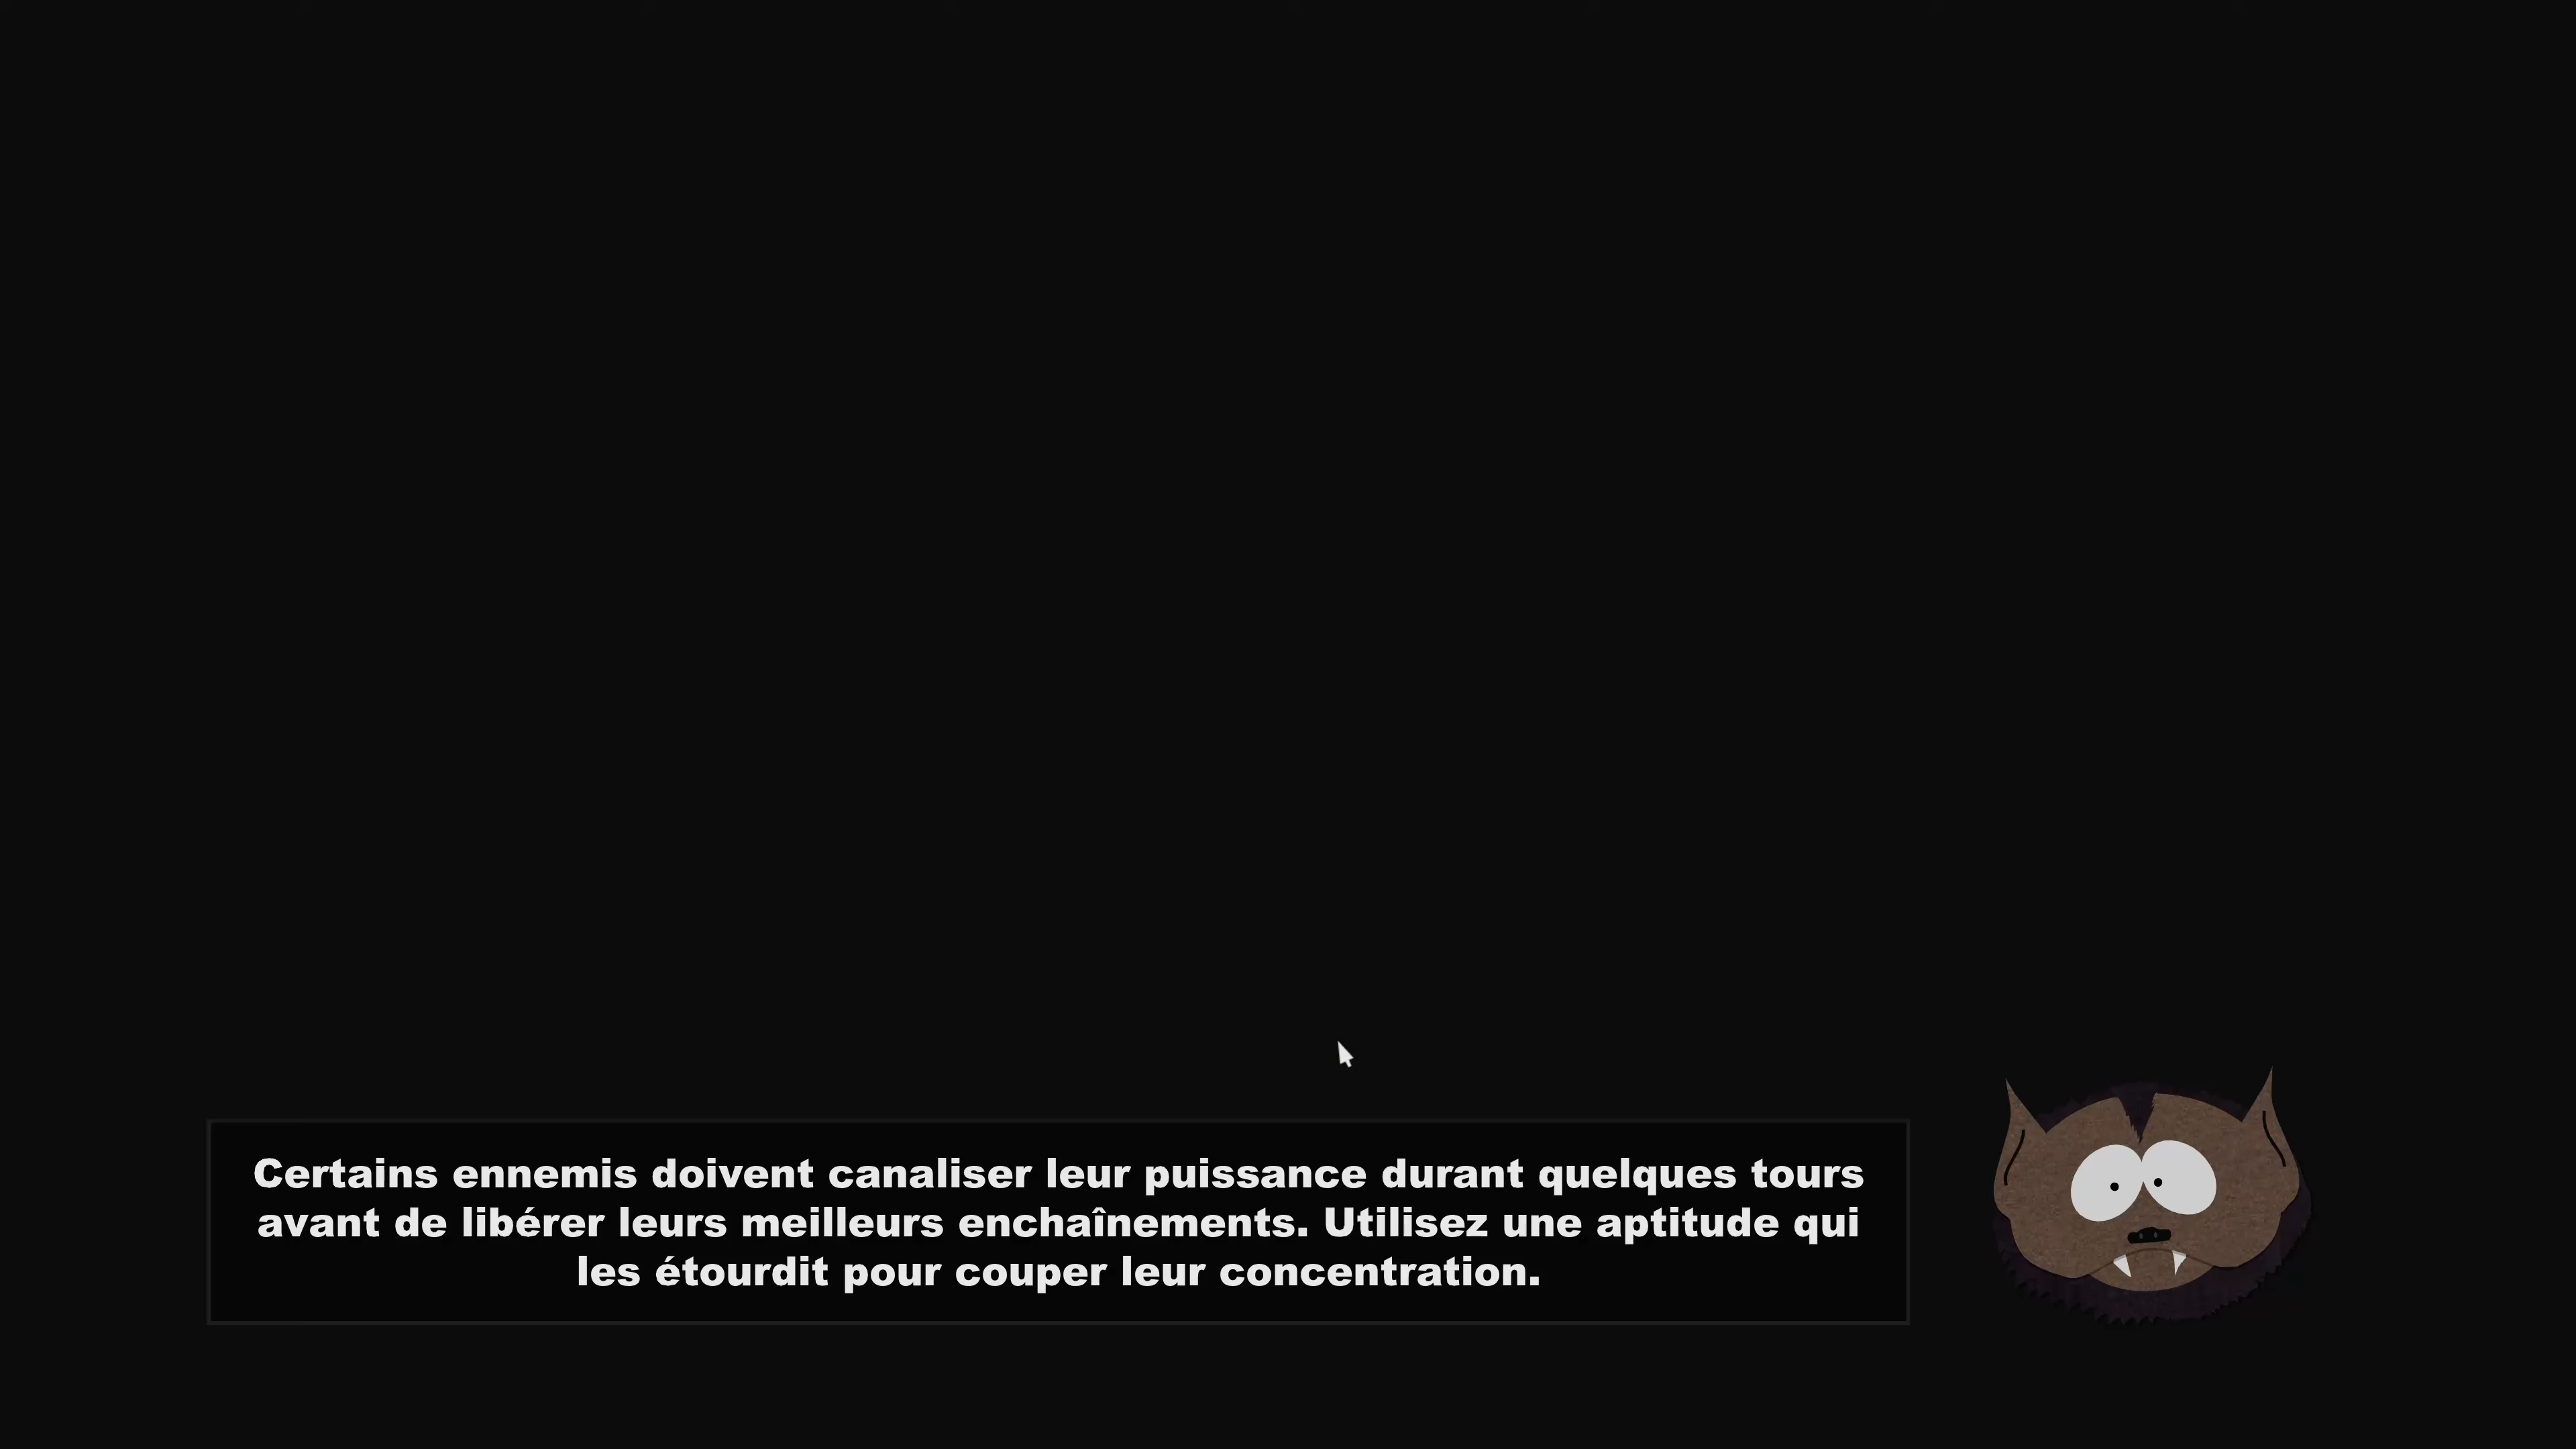 Certains ennemis doivent canaliser leur puissance durant quelques tours
avant de libérer leurs meilleurs enchaînements. Utilisez une aptitude qui
les étourdit pour couper leur concentration.